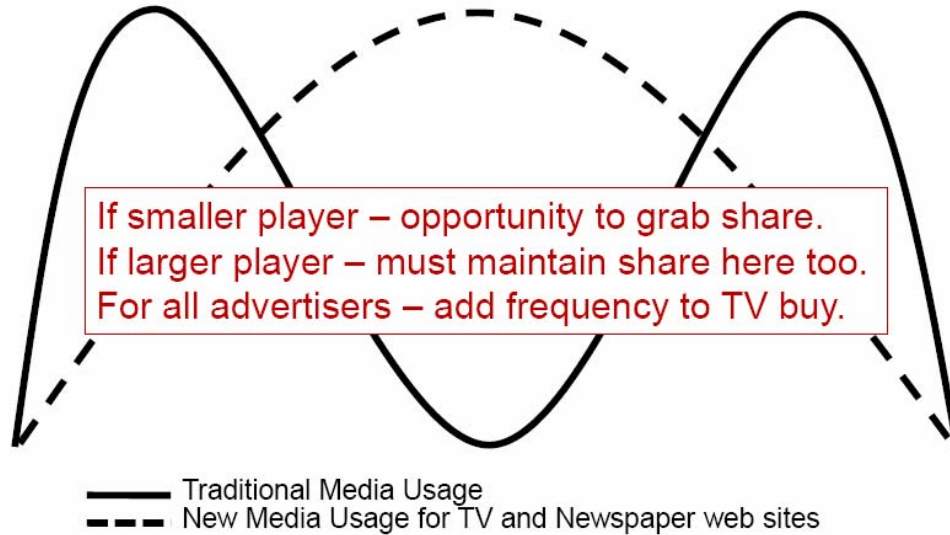 If smaller player – opportunity to grab share.
If larger player – must maintain share here too.
For all advertisers – add frequency to TV buy.
Traditional Media Usage
New Media Usage for TV and Newspaper web sites